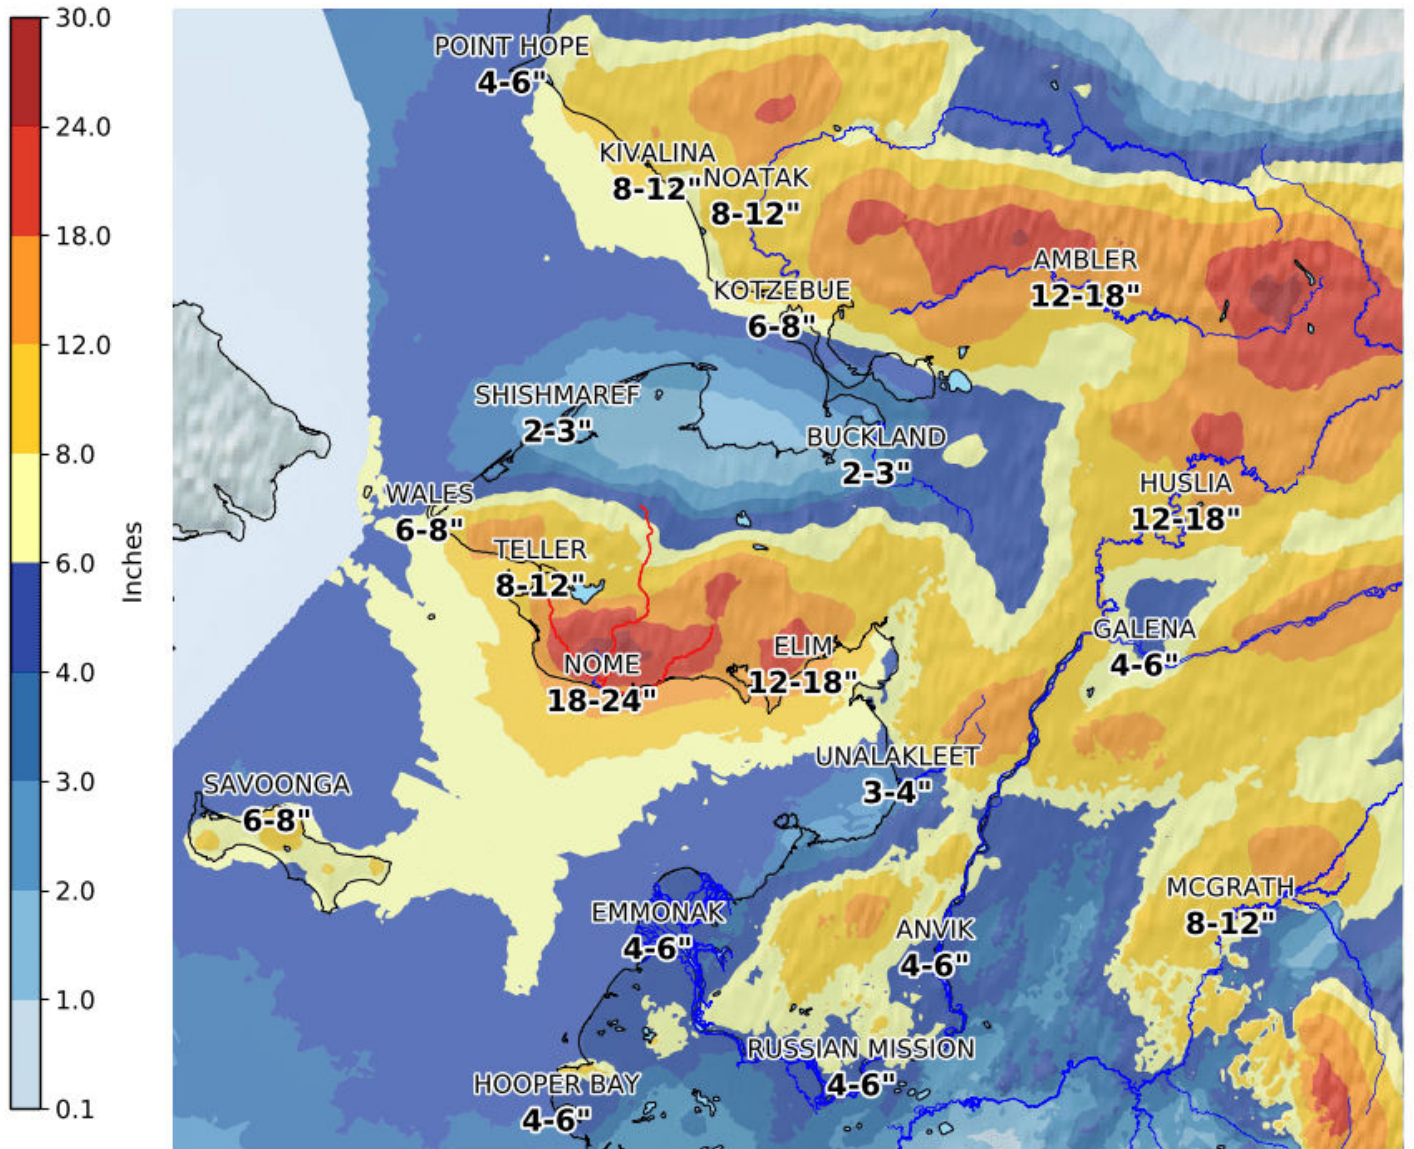 30.0
24.0
18.0
12.0
8.0
6.0
4.0
3.0
2.0
1.0
0.1
Inches
POINT HOPE
4-6"
KIVALINA
8-12"
NOATAK
8-12"
AMBLER
12-18"
KOTZEBUE
6-8"
SHISHMAREF
2-3"
BUCKLAND
2-3"
HUSLIA
12-18"
WALES
6-8"
TELLER
8-12"
GALENA
4-6"
NOME
18-24"
ELIM
12-18"
UNALAKLEET
3-4"
SAVOONGA
6-8"
MCGRATH
8-12"
EMMONAK
4-6"
ANVIK
4-6"
RUSSIAN MISSION
4-6"
HOOPER BAY
4-6"